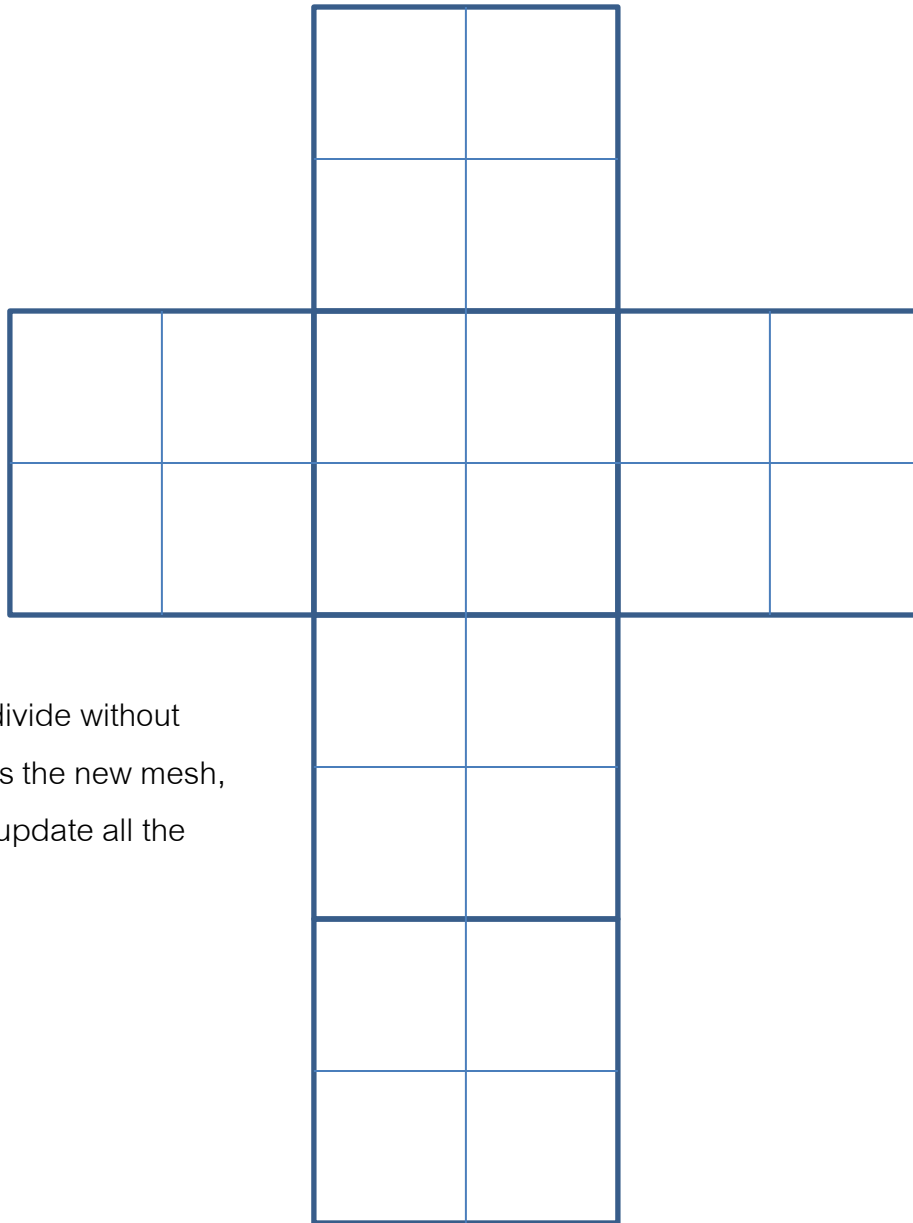 divide without
s the new mesh,
update all the